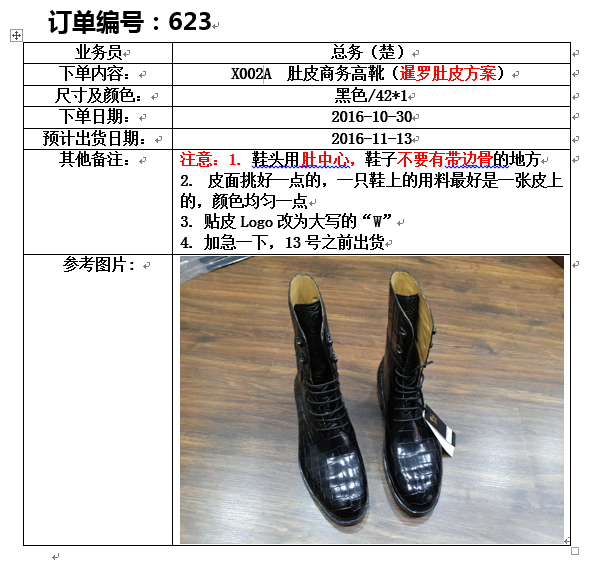 订单编号：623
业务员 总务（楚）
下单内容： X002A 肚皮商务高靴（暹罗肚皮方案）
尺寸及颜色： 黑色/42*1
下单日期： 2016-10-30
预计出货日期： 2016-11-13
其他备注： 注意：1. 鞋头用肚中心，鞋子不要有带边骨的地方
2. 皮面挑好一点的，一只鞋上的用料最好是一张皮上
的，颜色均匀一点
3. 贴皮 Logo 改为大写的“W”
4. 加急一下，13 号之前出货
参考图片：